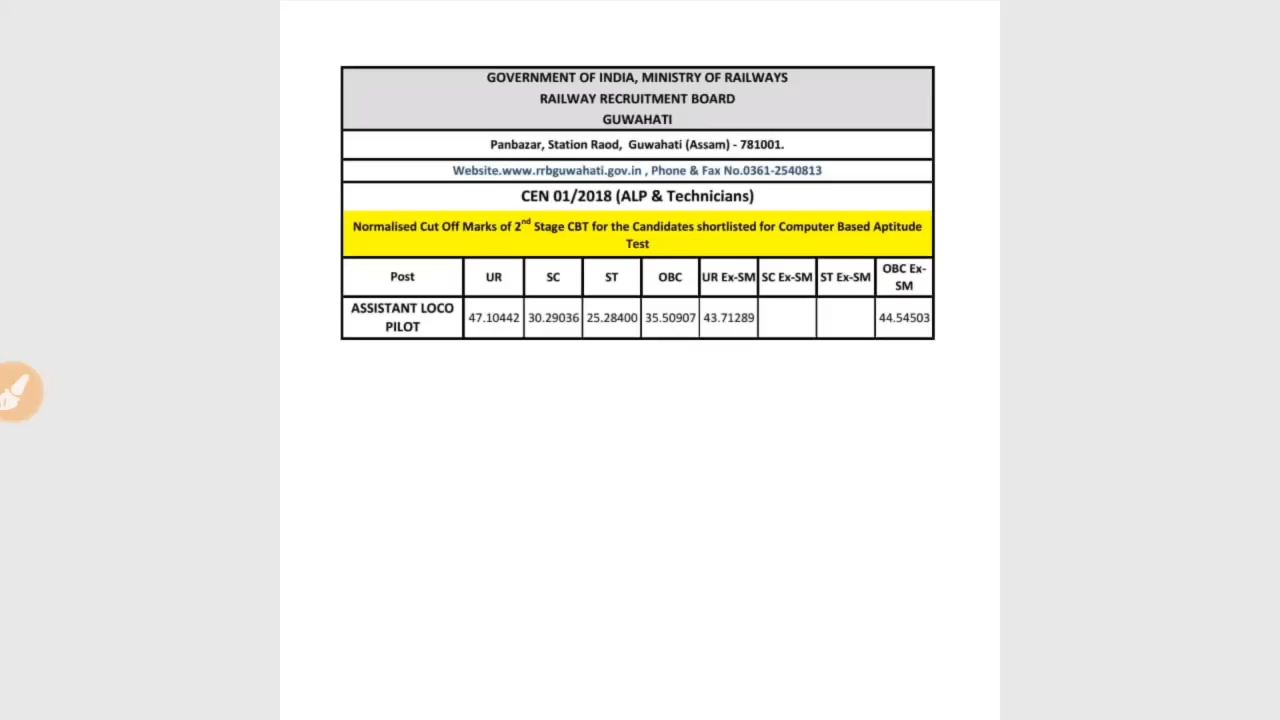 GOVERNMENT OF INDIA, MINISTRY OF RAILWAYS
RAILWAY RECRUITMENT BOARD
GUWAHATI
Panbazar, Station Raod, Guwahati (Assam) - 781001.
Website.www.rrbguwahati.gov.in , Phone & Fax No.0361-2540813
CEN 01/2018 (ALP & Technicians)
Normalised Cut Off Marks of 2nd Stage CBT for the Candidates shortlisted for Computer Based Aptitude
Test
Post UR SC ST OBC UR Ex-SM SC Ex-SM ST Ex-SM OBC Ex-
SM
ASSISTANT LOCO
PILOT 47.10442 30.29036 25.28400 35.50907 43.71289 44.54503